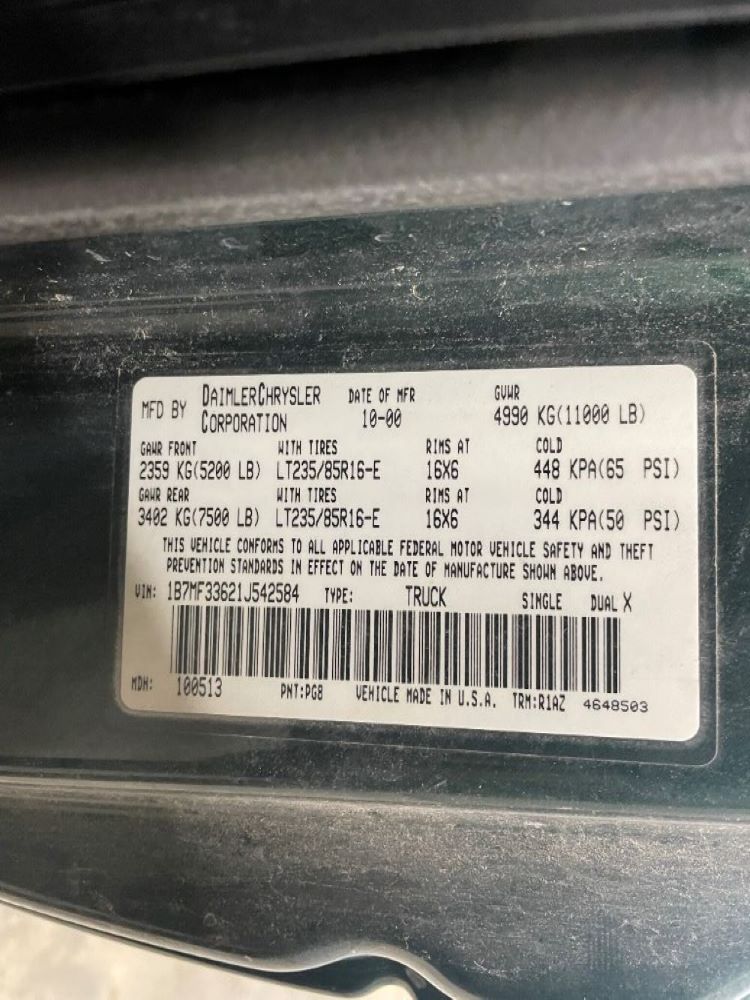 MFD BY DAIMLERCHRYSLER CORPORATION DATE OF MFR 10-00 GVWR 4990 KG(11000 LB)
GAWR FRONT WITH TIRES RIMS AT COLD
2359 KG(5200 LB) LT235/85R16-E 16X6 448 KPA(65 PSI)
GAWR REAR WITH TIRES RIMS AT COLD
3402 KG(7500 LB) LT235/85R16-E 16X6 344 KPA(50 PSI)
THIS VEHICLE CONFORMS TO ALL APPLICABLE FEDERAL MOTOR VEHICLE SAFETY AND THEFT
PREVENTION STANDARDS IN EFFECT ON THE DATE OF MANUFACTURE SHOWN ABOVE.
VIN: 1B7MF33621J542584 TYPE: TRUCK SINGLE DUAL X
MDH: 100513 PNT:PG8 VEHICLE MADE IN U.S.A. TRM:R1AZ 4648503